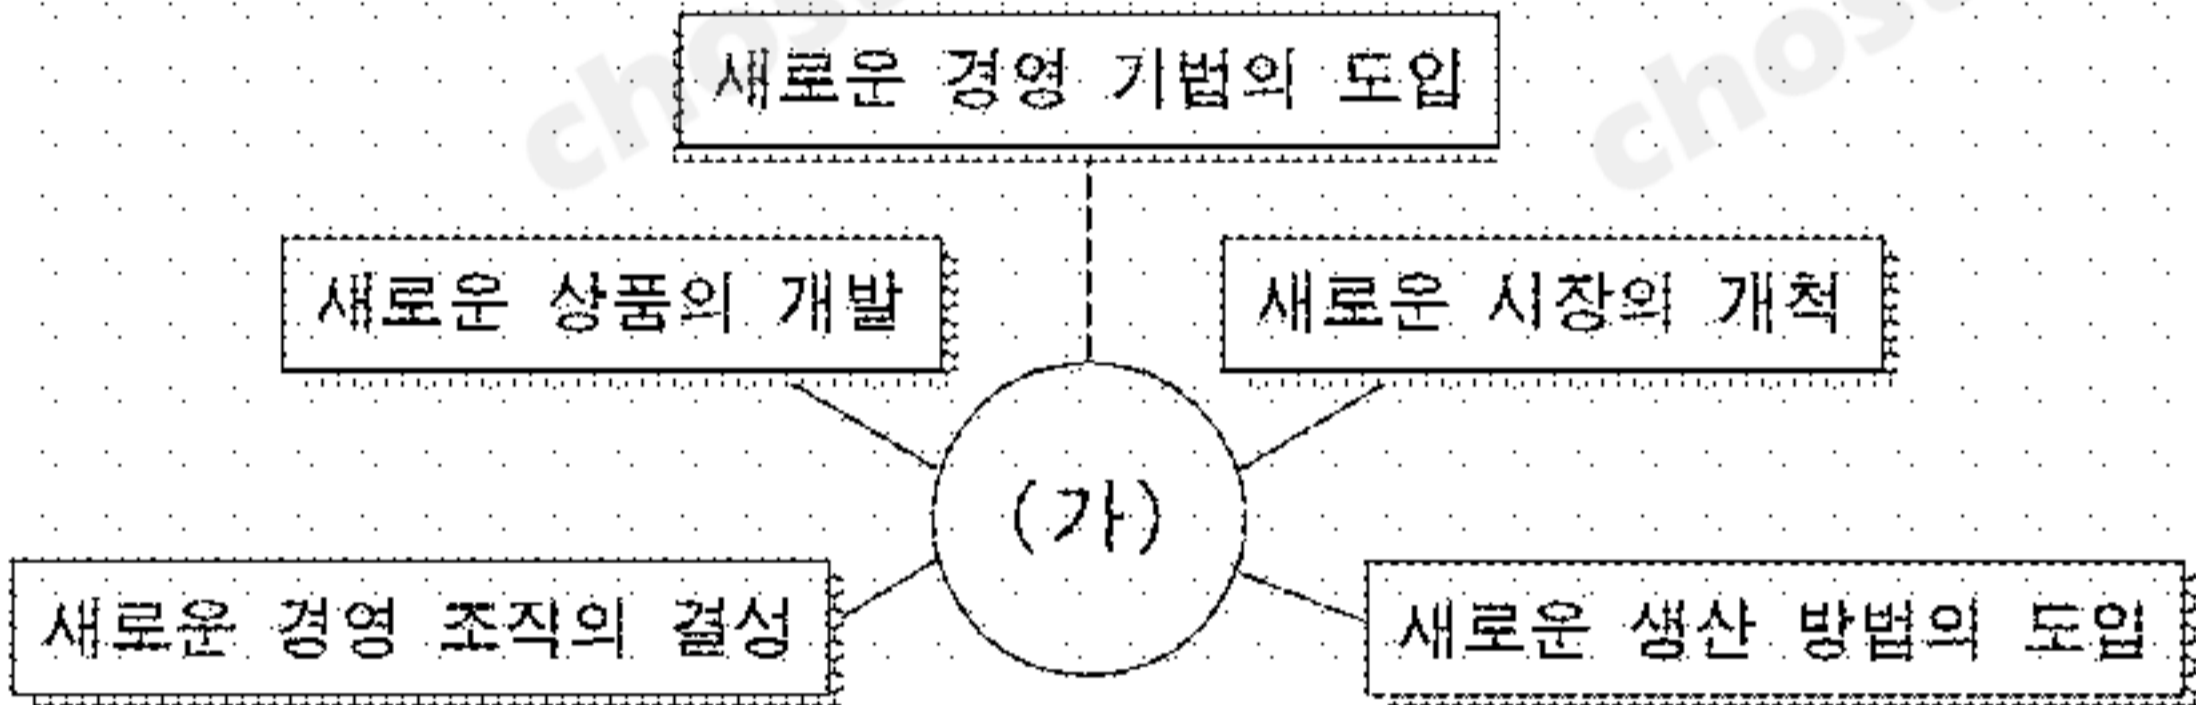 새로운 경영 기법의 도입
새로운 상품의 개발
새로운 시장의 개척
(가)
새로운 경영 조직의 결성
새로운 생산 방법의 도입